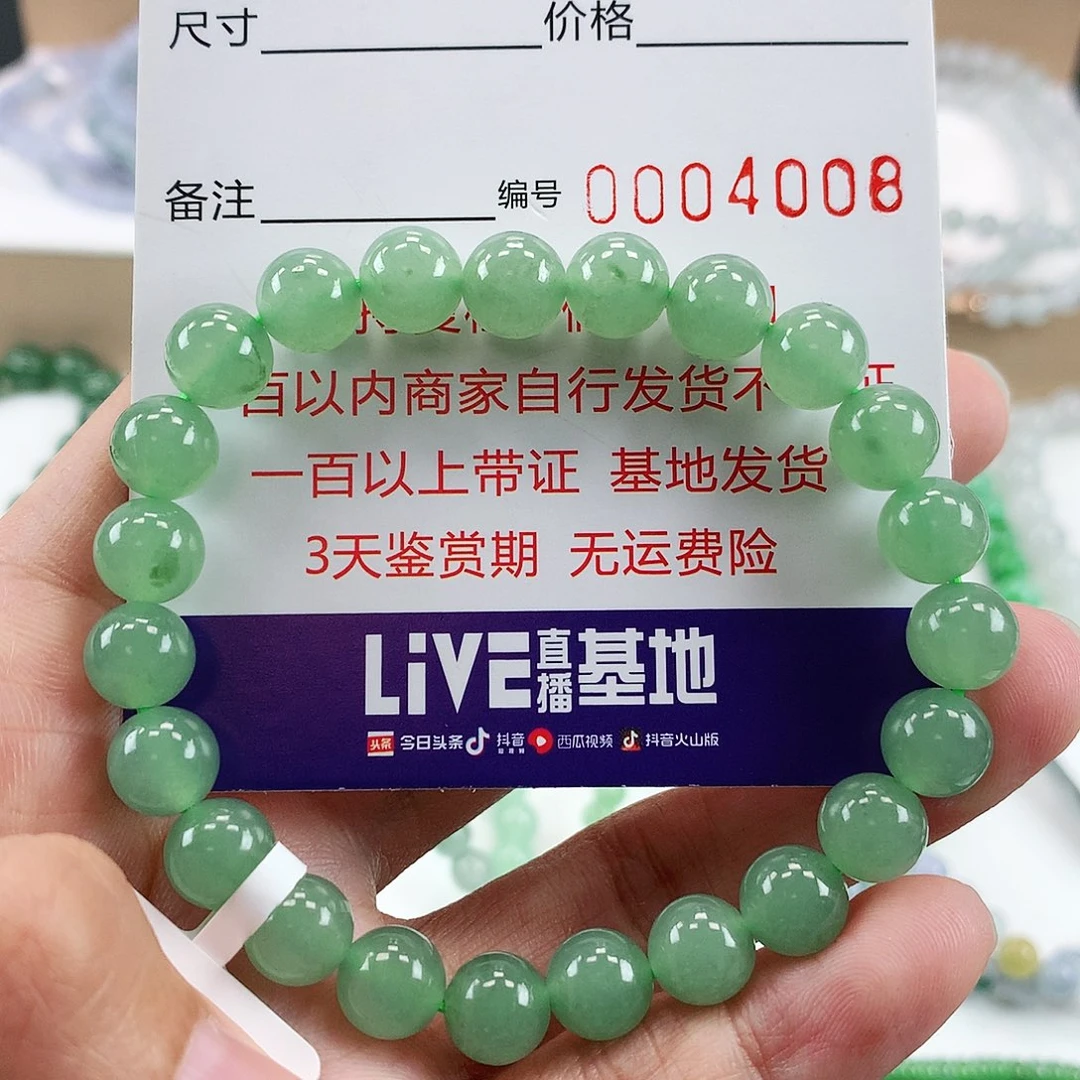 尺寸 价格
备注 编号 0004008
百以内商家自行发货不 证
一百以上带证 基地发货
3天鉴赏期 无运费险
LiVE直播基地
头条 今日头条 抖音 西瓜视频 抖音火山版